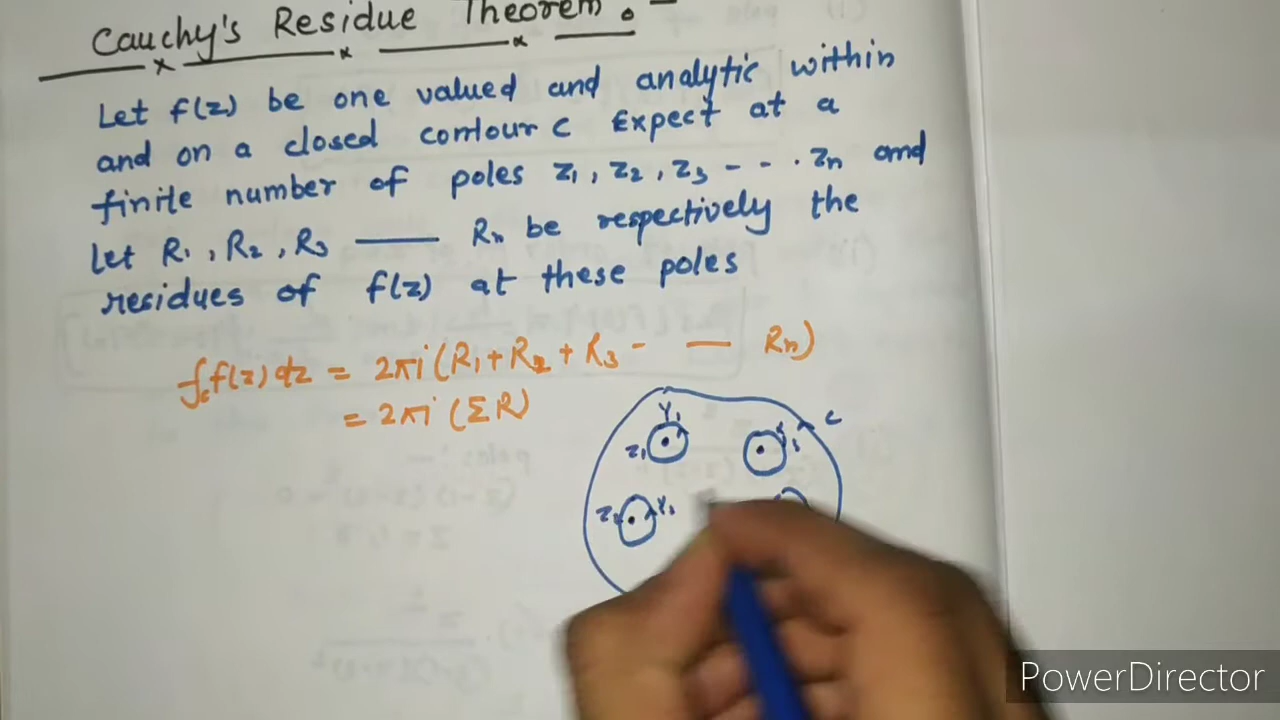 Cauchy's Residue Theorem :-
Let f(z) be one valued and analytic within
and on a closed contour C Expect at a
finite number of poles z₁, z₂, z₃ - - · zₙ and
Let R₁, R₂, R₃ —— Rₙ be respectively the
residues of f(z) at these poles
∫c f(z) dz = 2πi (R₁ + R₂ + R₃ - — Rₙ)
= 2πi (ΣR)
γ₁
C
z₁
PowerDirector